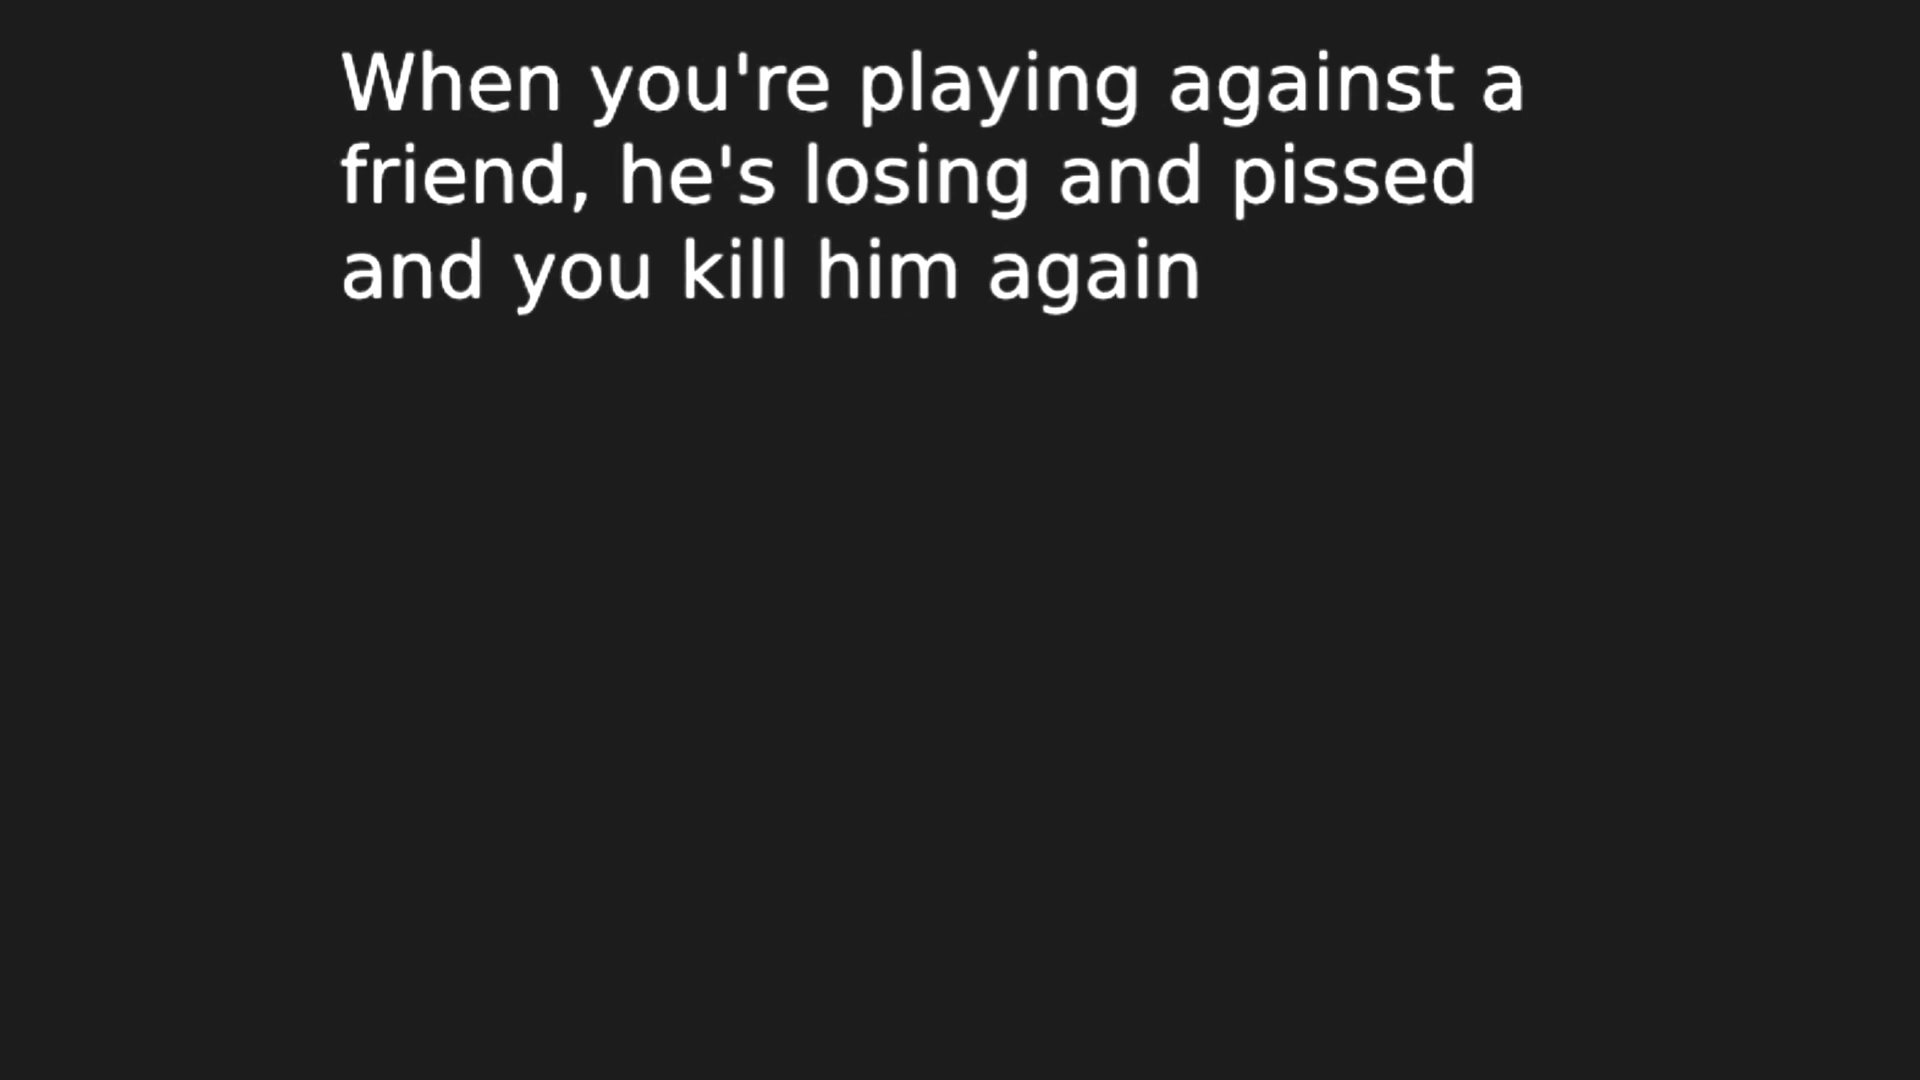 When you're playing against a
friend, he's losing and pissed
and you kill him again